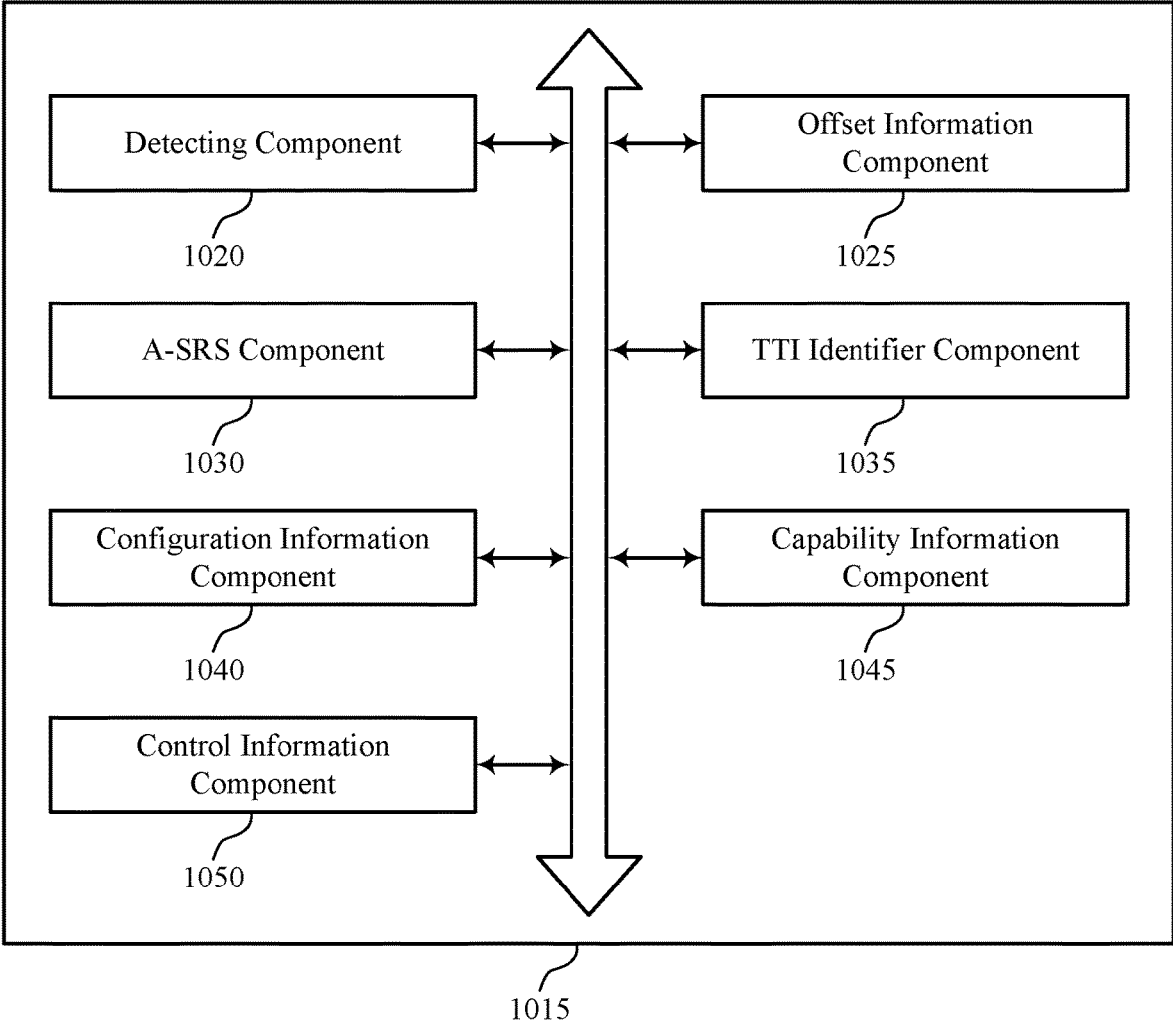 Detecting Component
1020
Offset Information
Component
1025
A-SRS Component
1030
TTI Identifier Component
1035
Configuration Information
Component
1040
Capability Information
Component
1045
Control Information
Component
1050
1015